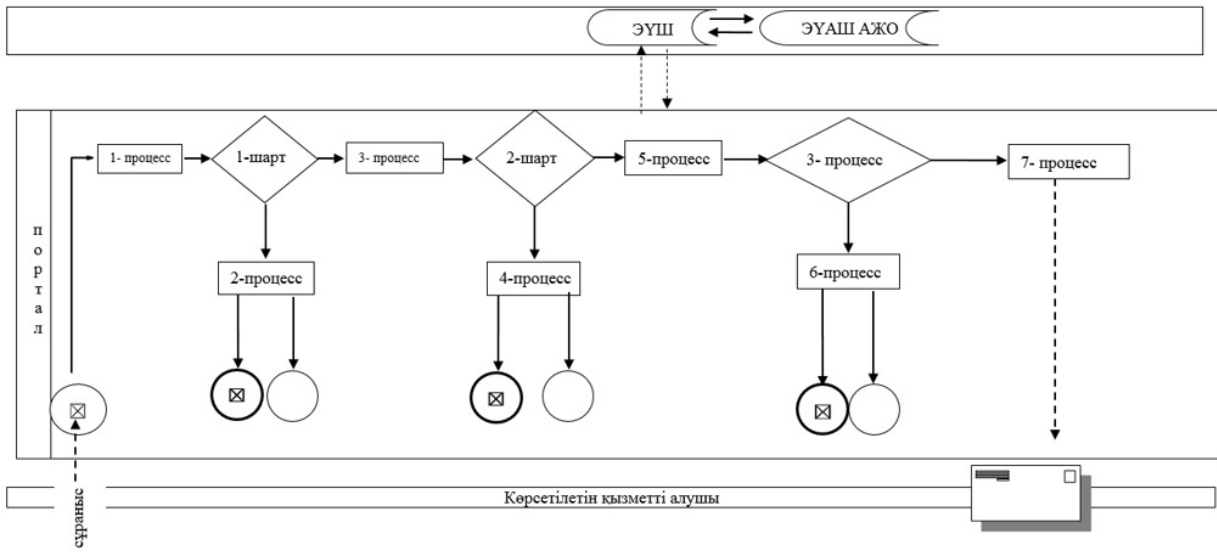 ЭҮШ
ЭҮАШ АЖО
1- процесс
1-шарт
3- процесс
2-шарт
5-процесс
3- процесс
7- процесс
портал
2-процесс
4-процесс
6-процесс
сұраныс
Көрсетілетін қызметті алушы